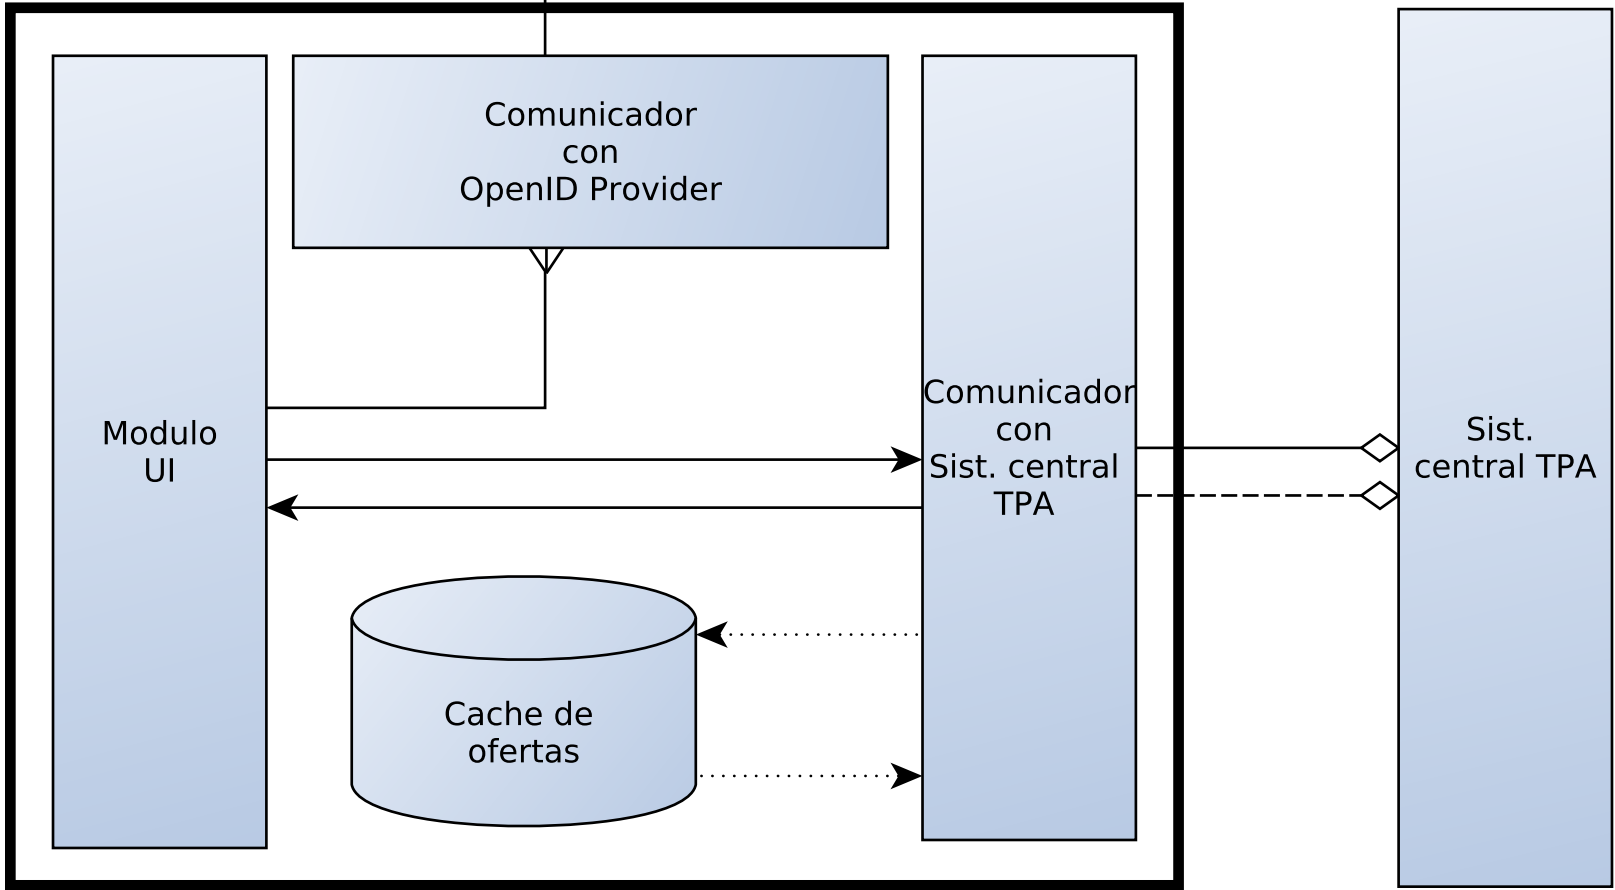 Comunicador
con
OpenID Provider
Modulo
UI
Comunicador
con
Sist. central
TPA
Sist.
central TPA
Cache de
ofertas